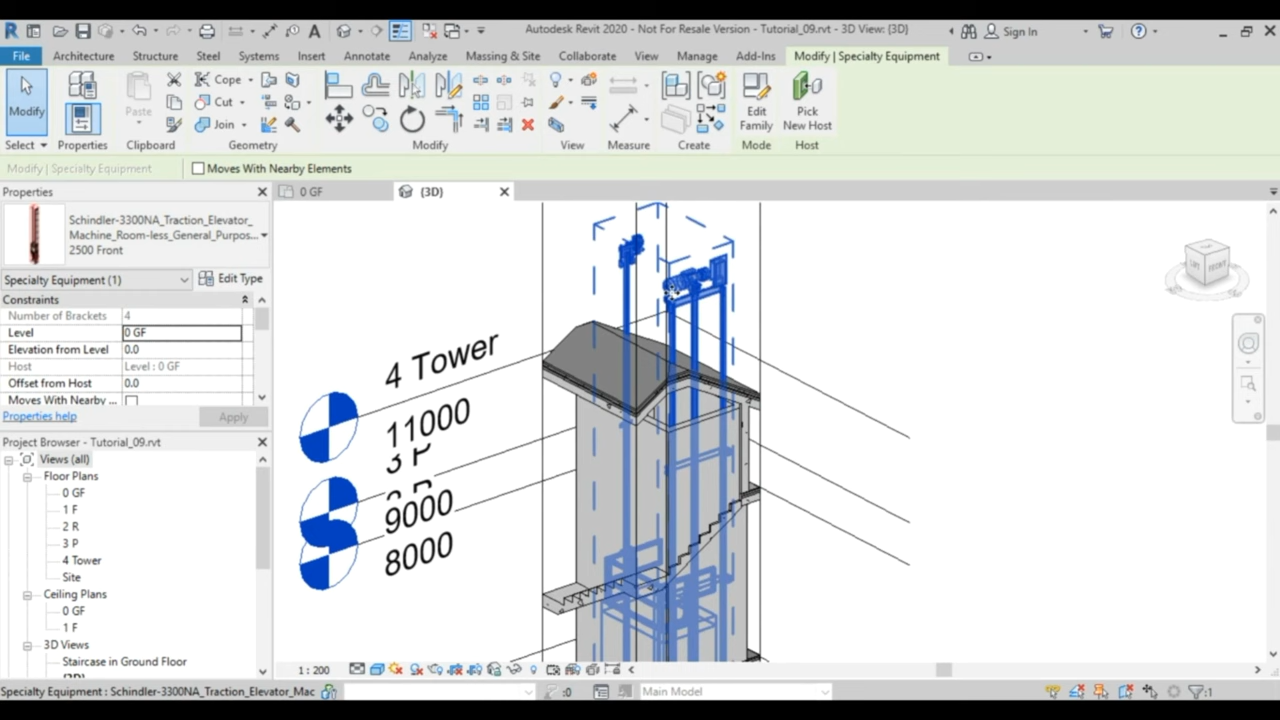 Autodesk Revit 2020 - Not For Resale Version - Tutorial_09.rvt - 3D View: {3D}
Sign In
File Architecture Structure Steel Systems Insert Annotate Analyze Massing & Site Collaborate View Manage Add-Ins Modify | Specialty Equipment
Modify
Paste
Cope
Cut
Join
Edit Family
Pick New Host
Select Properties Clipboard Geometry Modify View Measure Create Mode Host
Modify | Specialty Equipment Moves With Nearby Elements
Properties
0 GF
{3D}
Schindler-3300NA_Traction_Elevator_
Machine_Room-less_General_Purpos...
2500 Front
Specialty Equipment (1) Edit Type
Constraints
Number of Brackets 4
Level 0 GF
Elevation from Level 0.0
Host Level : 0 GF
Offset from Host 0.0
Moves With Nearby ...
Properties help Apply
Project Browser - Tutorial_09.rvt
Views (all)
Floor Plans
0 GF
1 F
2 R
3 P
4 Tower
Site
Ceiling Plans
0 GF
1 F
3D Views
Staircase in Ground Floor
4 Tower
11000
3 P
9000
8000
FRONT
1 : 200
Specialty Equipment : Schindler-3300NA_Traction_Elevator_Mac :0 Main Model :1